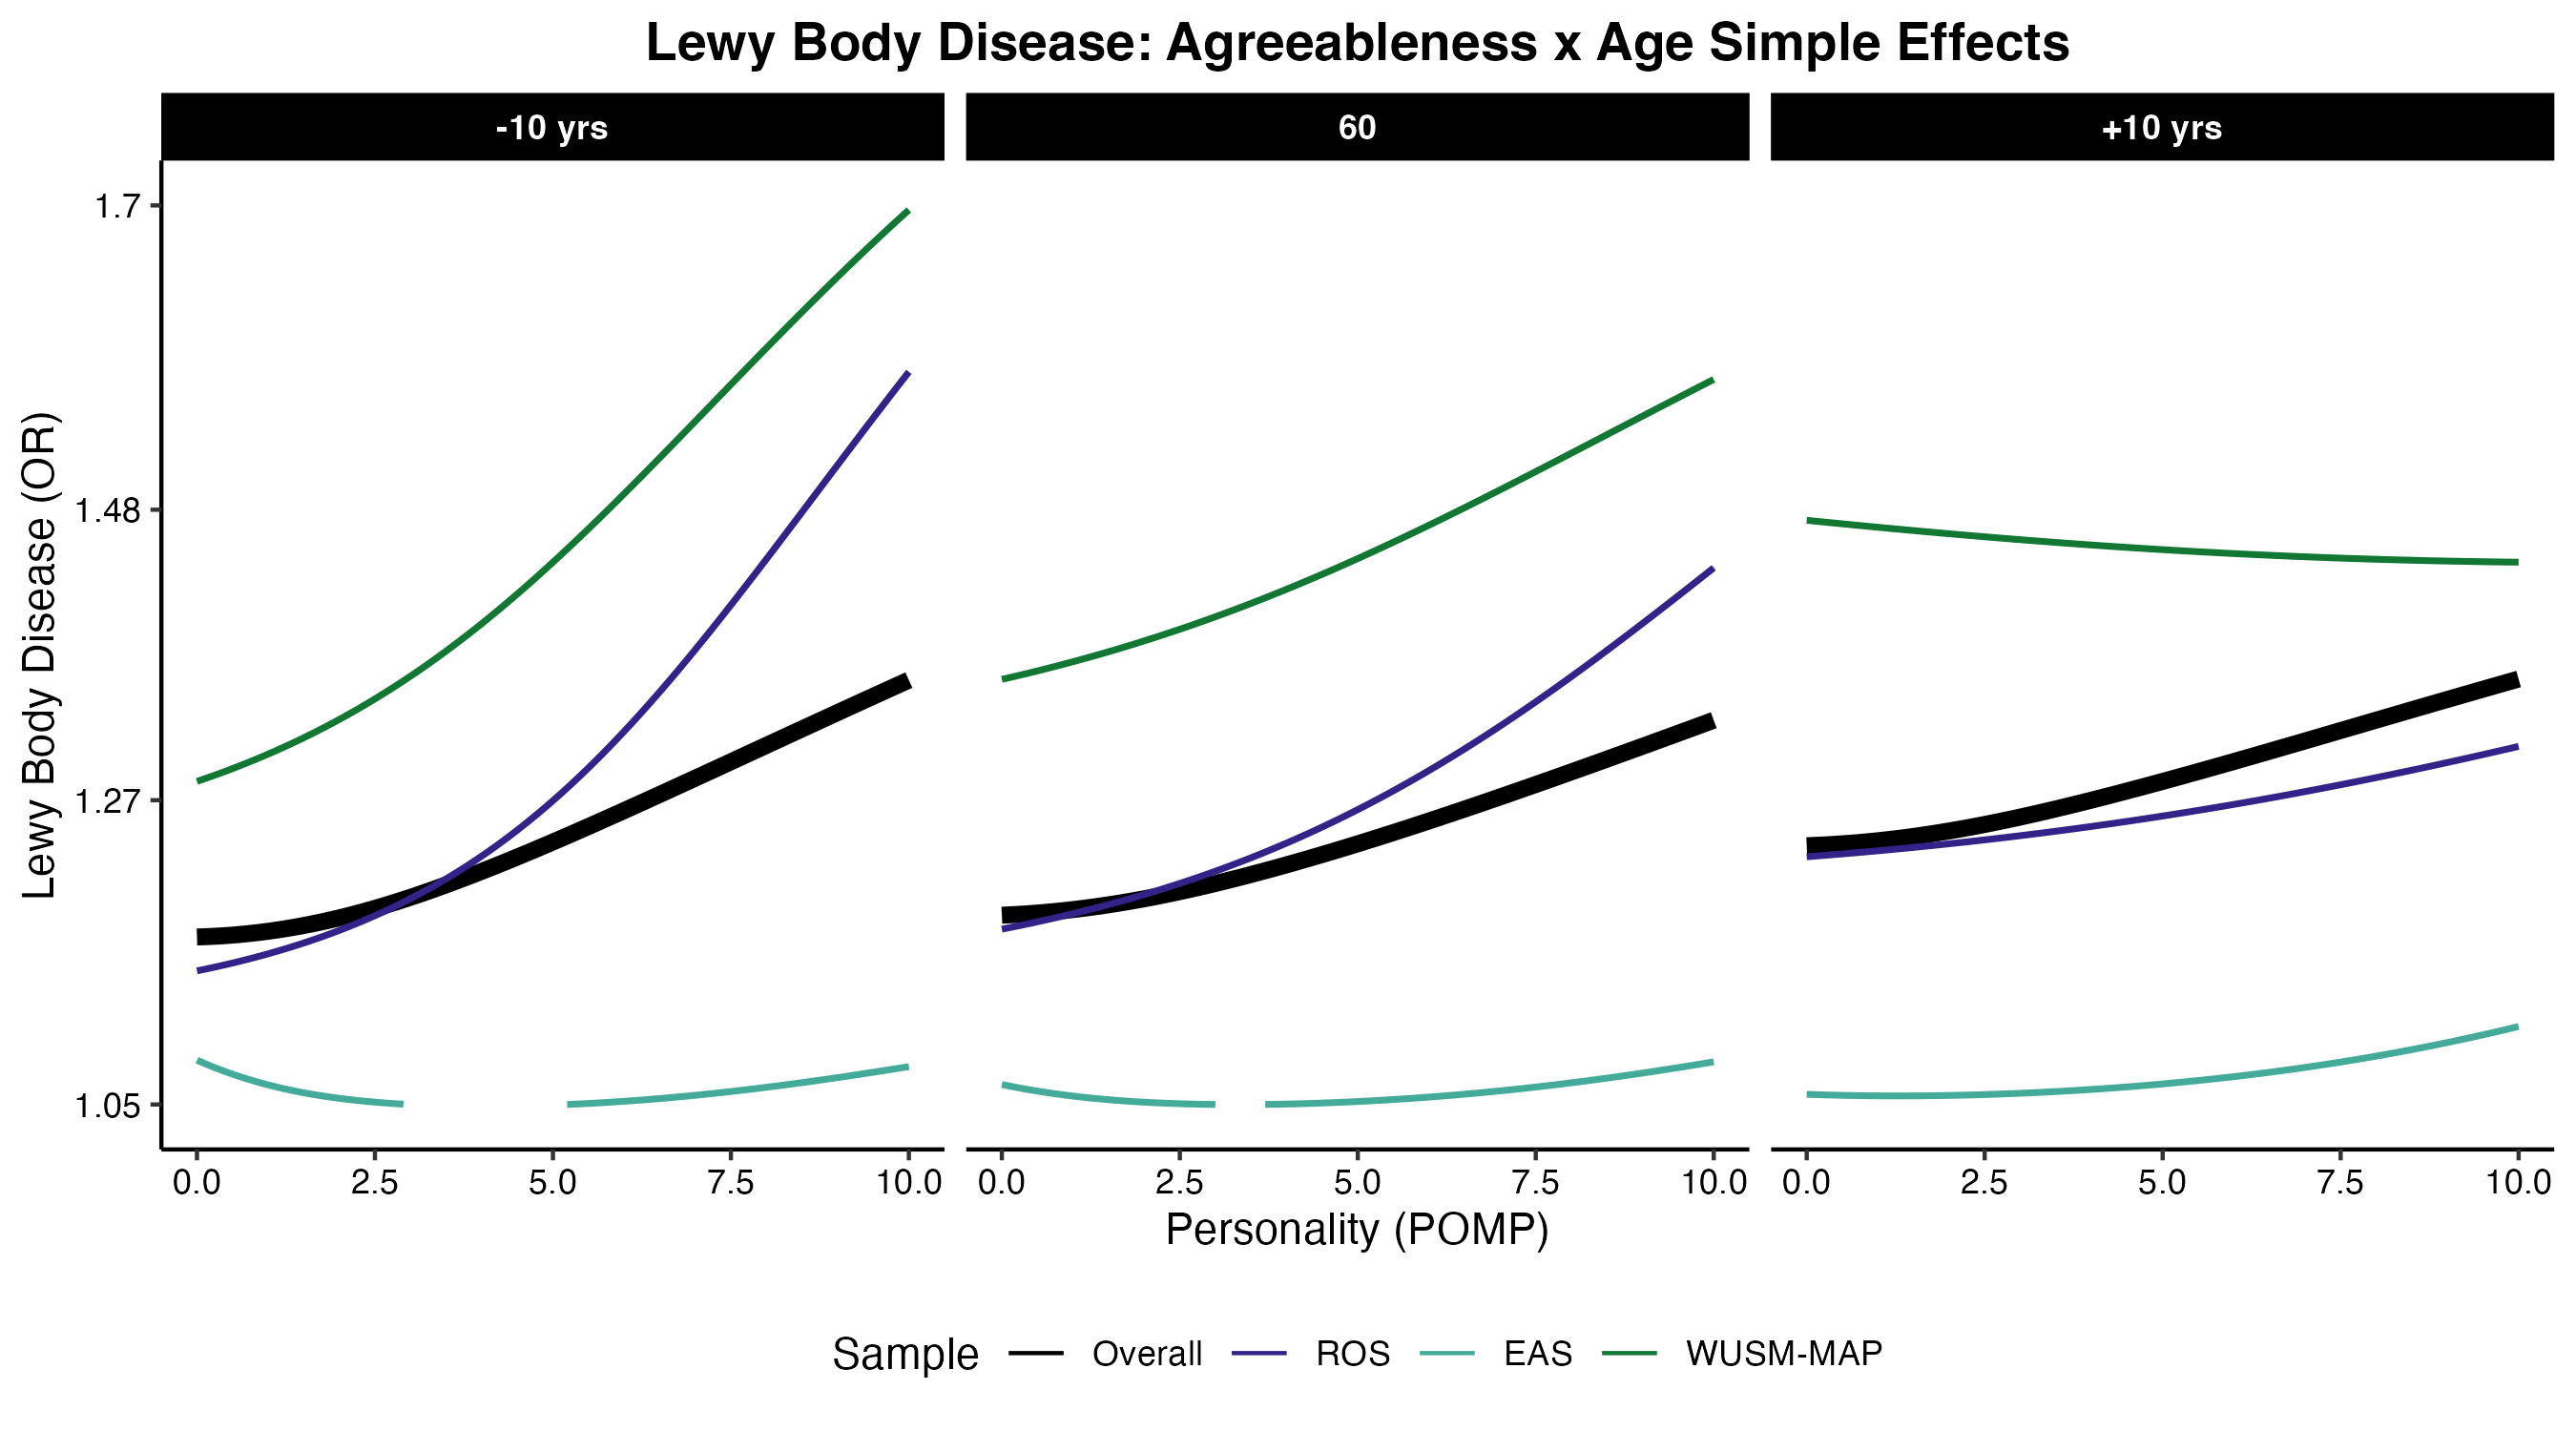 Lewy Body Disease: Agreeableness x Age Simple Effects
-10 yrs
60
+10 yrs
Lewy Body Disease (OR)
1.7
1.48
1.27
1.05
0.0 2.5 5.0 7.5 10.0
0.0 2.5 5.0 7.5 10.0
0.0 2.5 5.0 7.5 10.0
Personality (POMP)
Sample Overall ROS EAS WUSM-MAP